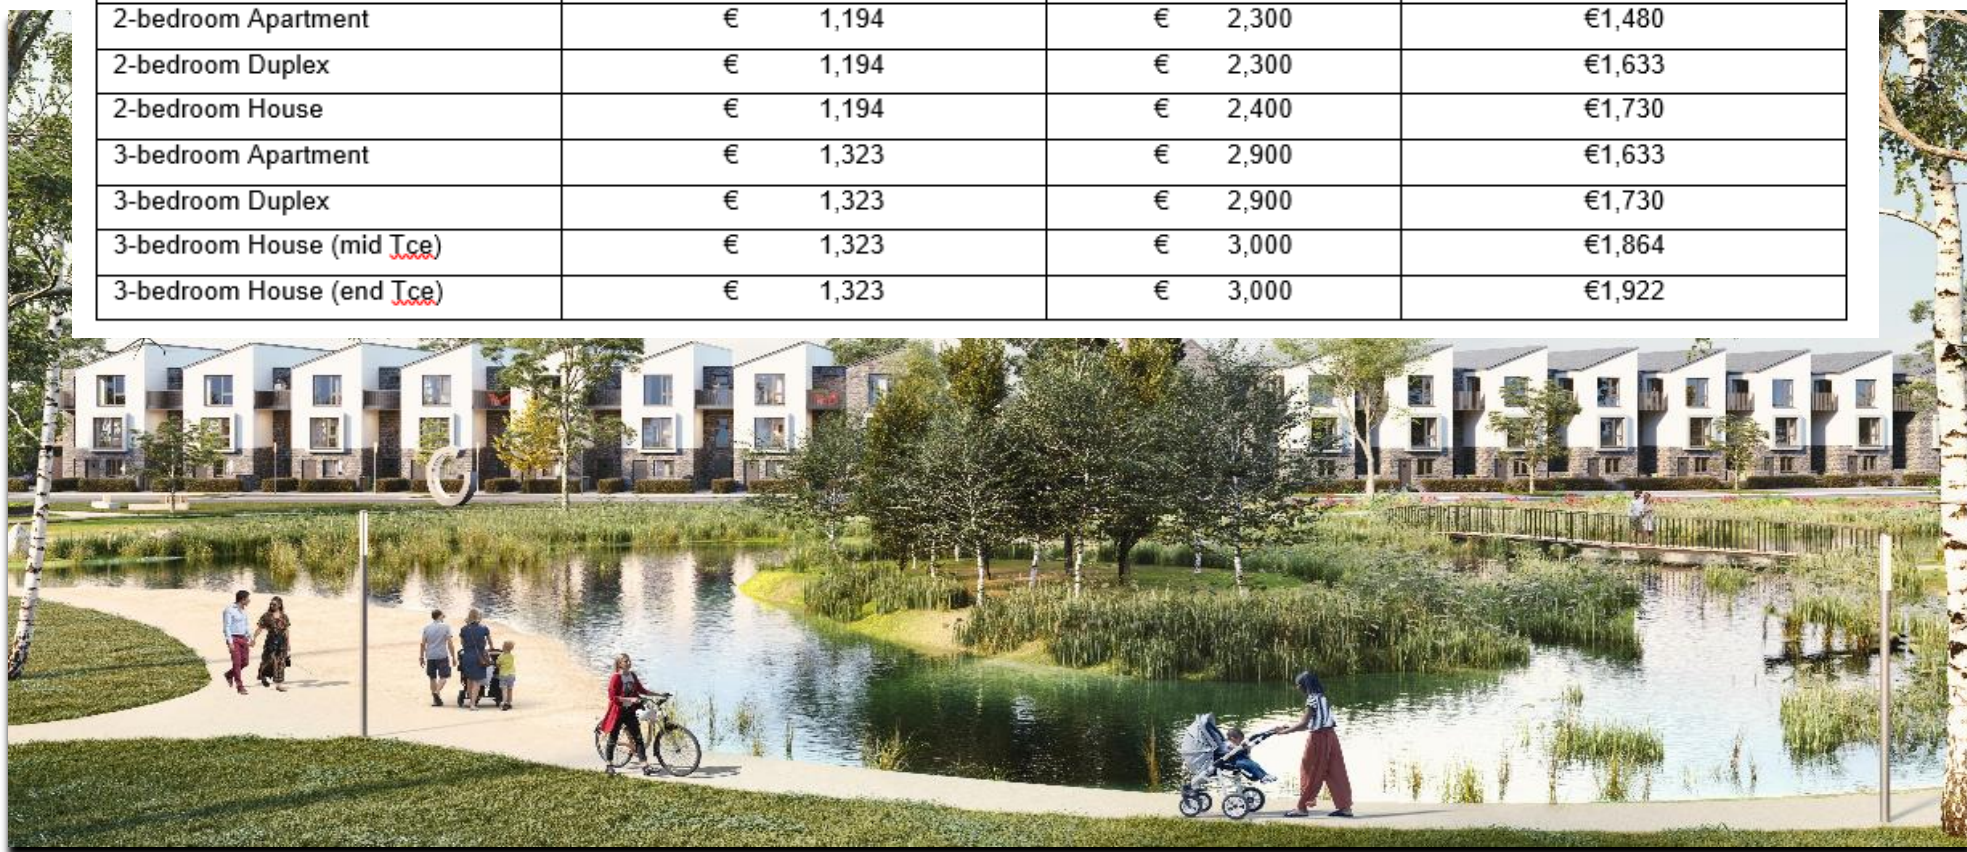 2-bedroom Apartment € 1,194 € 2,300 €1,480
2-bedroom Duplex € 1,194 € 2,300 €1,633
2-bedroom House € 1,194 € 2,400 €1,730
3-bedroom Apartment € 1,323 € 2,900 €1,633
3-bedroom Duplex € 1,323 € 2,900 €1,730
3-bedroom House (mid Tce) € 1,323 € 3,000 €1,864
3-bedroom House (end Tce) € 1,323 € 3,000 €1,922